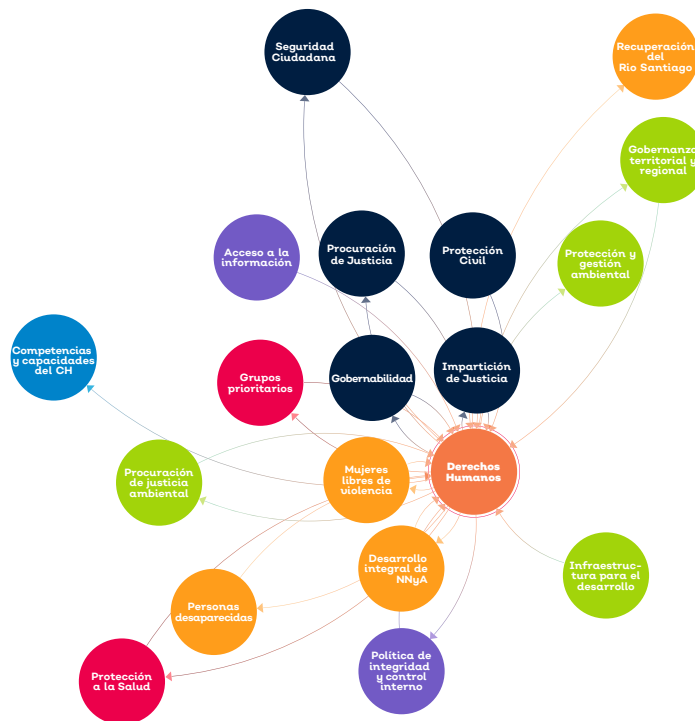 Seguridad
Ciudadana
Recuperación
del
Río Santiago
Gobernanza
territorial y
regional
Acceso a la
información
Procuración
de Justicia
Protección
Civil
Protección y
gestión
ambiental
Competencias
y capacidades
del CH
Grupos
prioritarios
Gobernabilidad
Impartición
de Justicia
Procuración
de justicia
ambiental
Mujeres
libres de
violencia
Derechos
Humanos
Desarrollo
integral de
NNyA
Infraestruc-
tura para el
desarrollo
Personas
desaparecidas
Protección
a la Salud
Política de
integridad
y control
interno